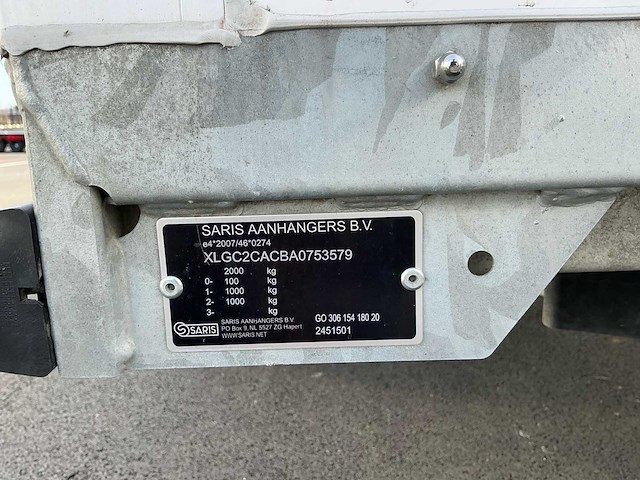 SARIS AANHANGERS B.V.
e4*2007/46*0274
XLGC2CACBA0753579
2000 kg
0- 100 kg
1- 1000 kg
2- 1000 kg
3- kg
SARIS
SARIS AANHANGERS B.V.
PO Box 9, NL 5527 ZG Hapert
WWW.SARIS.NET
GO 306 154 180 20
2451501